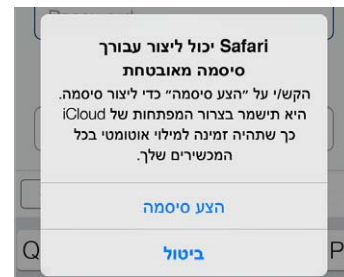 Safari יכול ליצור עבורך
סיסמה מאובטחת
הקש/י על ״הצע סיסמה״ כדי ליצור סיסמה.
היא תישמר בצרור המפתחות של iCloud
כך שתהיה זמינה למילוי אוטומטי בכל
המכשירים שלך.
הצע סיסמה
ביטול
Q P